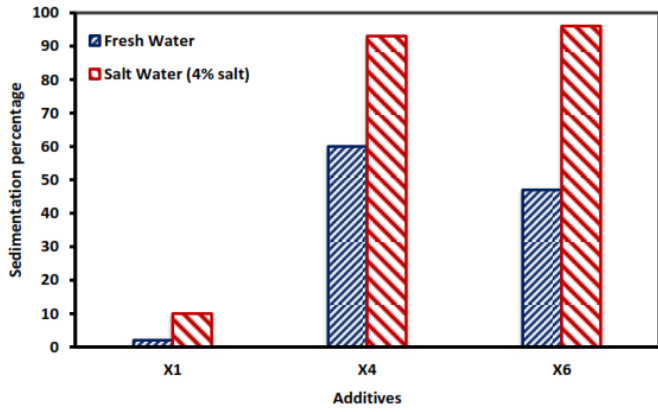 100
90
80
70
60
50
40
30
20
10
0
Sedimentation percentage
Fresh Water
Salt Water (4% salt)
X1 X4 X6
Additives